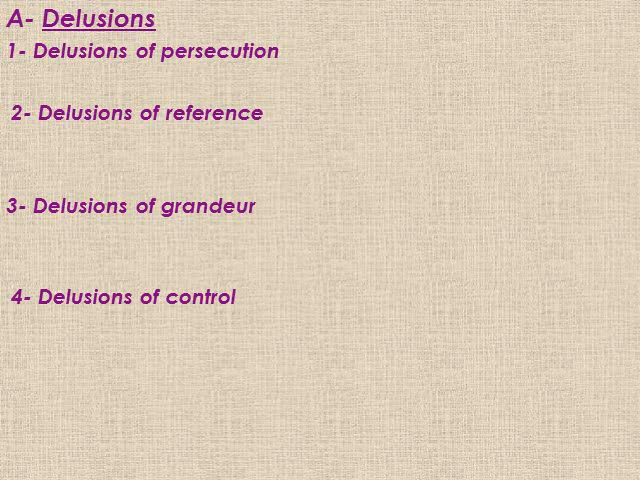 A- Delusions
1- Delusions of persecution
2- Delusions of reference
3- Delusions of grandeur
4- Delusions of control